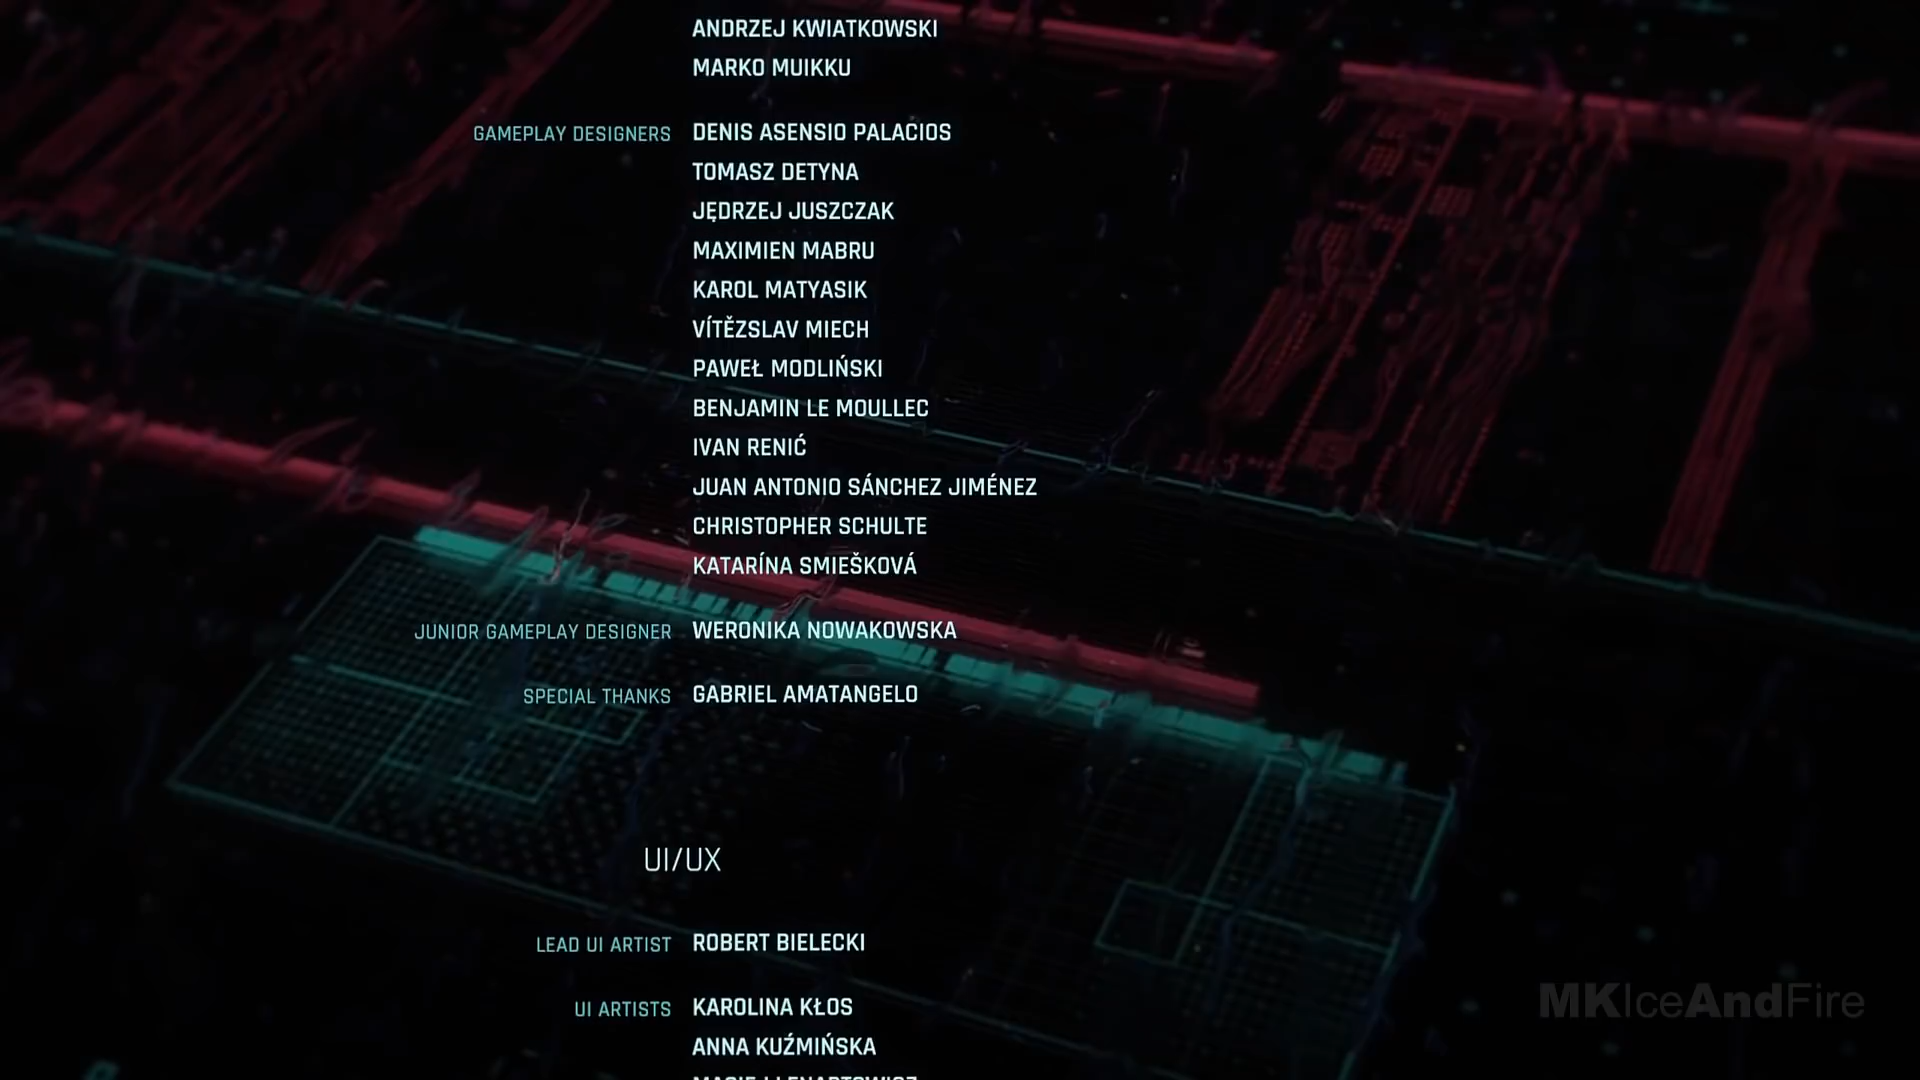 ANDRZEJ KWIATKOWSKI
MARKO MUIKKU
GAMEPLAY DESIGNERS DENIS ASENSIO PALACIOS
TOMASZ DETYNA
JĘDRZEJ JUSZCZAK
MAXIMIEN MABRU
KAROL MATYASIK
VÍTĚZSLAV MIECH
PAWEŁ MODLIŃSKI
BENJAMIN LE MOULLEC
IVAN RENIĆ
JUAN ANTONIO SÁNCHEZ JIMÉNEZ
CHRISTOPHER SCHULTE
KATARÍNA SMIEŠKOVÁ
JUNIOR GAMEPLAY DESIGNER WERONIKA NOWAKOWSKA
SPECIAL THANKS GABRIEL AMATANGELO
UI/UX
LEAD UI ARTIST ROBERT BIELECKI
UI ARTISTS KAROLINA KŁOS
ANNA KUŹMIŃSKA
MKIceAndFire